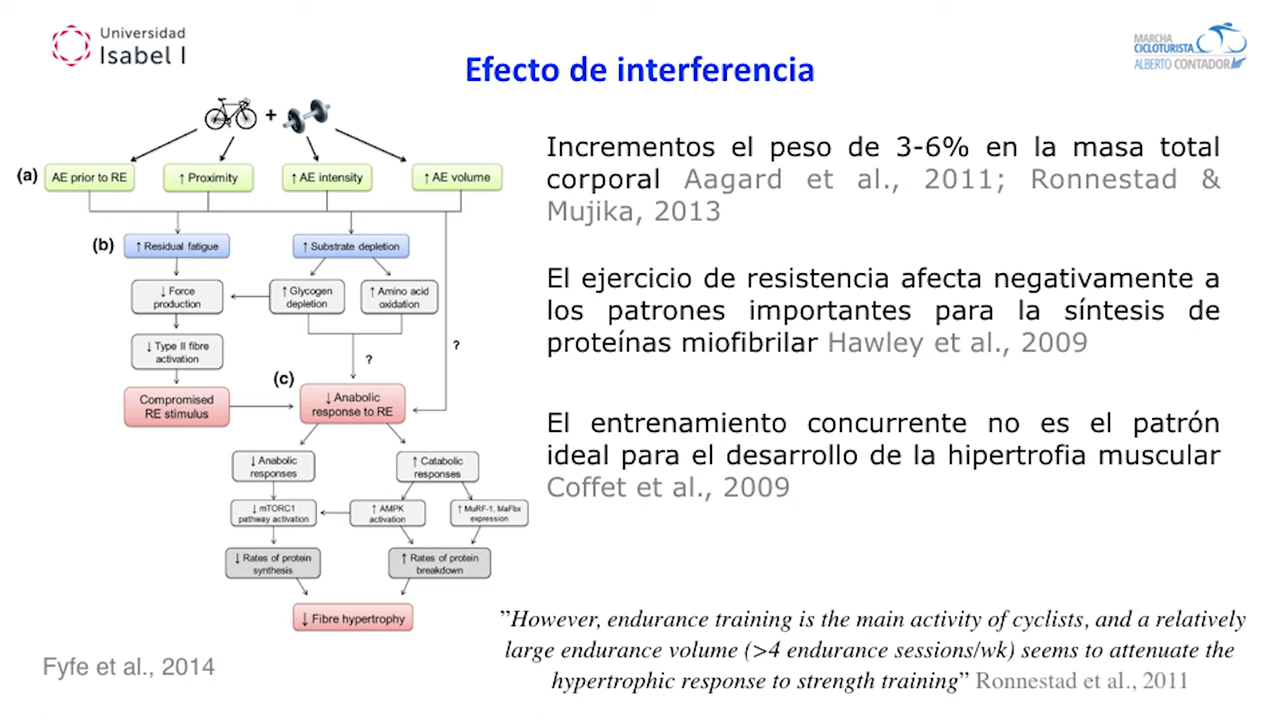 Universidad
Isabel I
MARCHA
CICLOTURISTA
ALBERTO CONTADOR
Efecto de interferencia
+
(a)
AE prior to RE
↑ Proximity
↑ AE intensity
↑ AE volume
(b)
↑ Residual fatigue
↑ Substrate depletion
↓ Force
production
↑ Glycogen
depletion
↑ Amino acid
oxidation
↓ Type II fibre
activation
?
?
(c)
Compromised
RE stimulus
↓ Anabolic
response to RE
↓ Anabolic
responses
↑ Catabolic
responses
↓ mTORC1
pathway activation
↑ AMPK
activation
↑ MuRF-1, MaFbx
expression
↓ Rates of protein
synthesis
↑ Rates of protein
breakdown
↓ Fibre hypertrophy
Fyfe et al., 2014
Incrementos el peso de 3-6% en la masa total
corporal Aagard et al., 2011; Ronnestad &
Mujika, 2013
El ejercicio de resistencia afecta negativamente a
los patrones importantes para la síntesis de
proteínas miofibrilar Hawley et al., 2009
El entrenamiento concurrente no es el patrón
ideal para el desarrollo de la hipertrofia muscular
Coffet et al., 2009
”However, endurance training is the main activity of cyclists, and a relatively
large endurance volume (>4 endurance sessions/wk) seems to attenuate the
hypertrophic response to strength training” Ronnestad et al., 2011